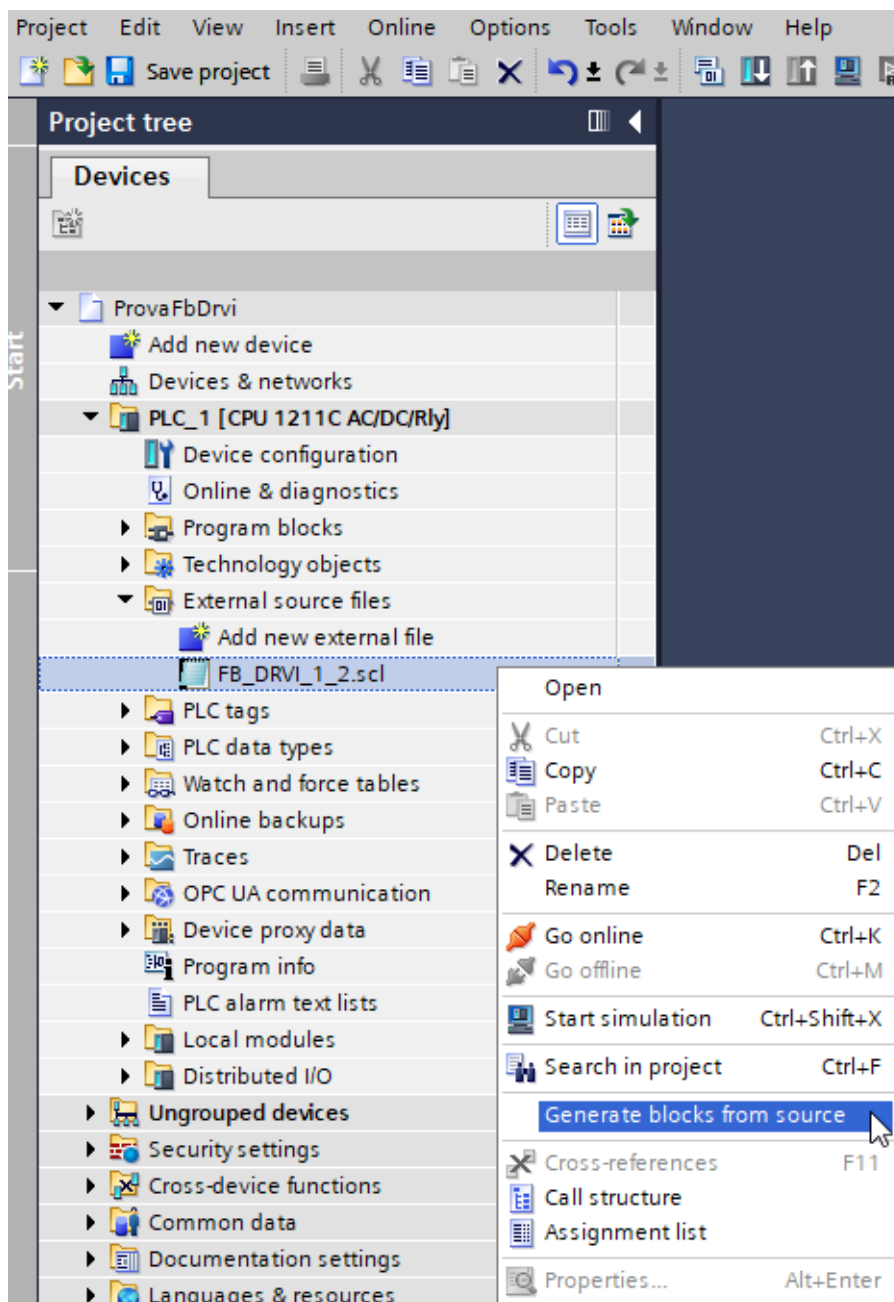 Project Edit View Insert Online Options Tools Window Help
Save project
Project tree
Devices
Start
ProvaFbDrvi
Add new device
Devices & networks
PLC_1 [CPU 1211C AC/DC/Rly]
Device configuration
Online & diagnostics
Program blocks
Technology objects
External source files
Add new external file
FB_DRVI_1_2.scl
PLC tags
PLC data types
Watch and force tables
Online backups
Traces
OPC UA communication
Device proxy data
Program info
PLC alarm text lists
Local modules
Distributed I/O
Ungrouped devices
Security settings
Cross-device functions
Common data
Documentation settings
Languages & resources
Open
Cut Ctrl+X
Copy Ctrl+C
Paste Ctrl+V
Delete Del
Rename F2
Go online Ctrl+K
Go offline Ctrl+M
Start simulation Ctrl+Shift+X
Search in project Ctrl+F
Generate blocks from source
Cross-references F11
Call structure
Assignment list
Properties... Alt+Enter